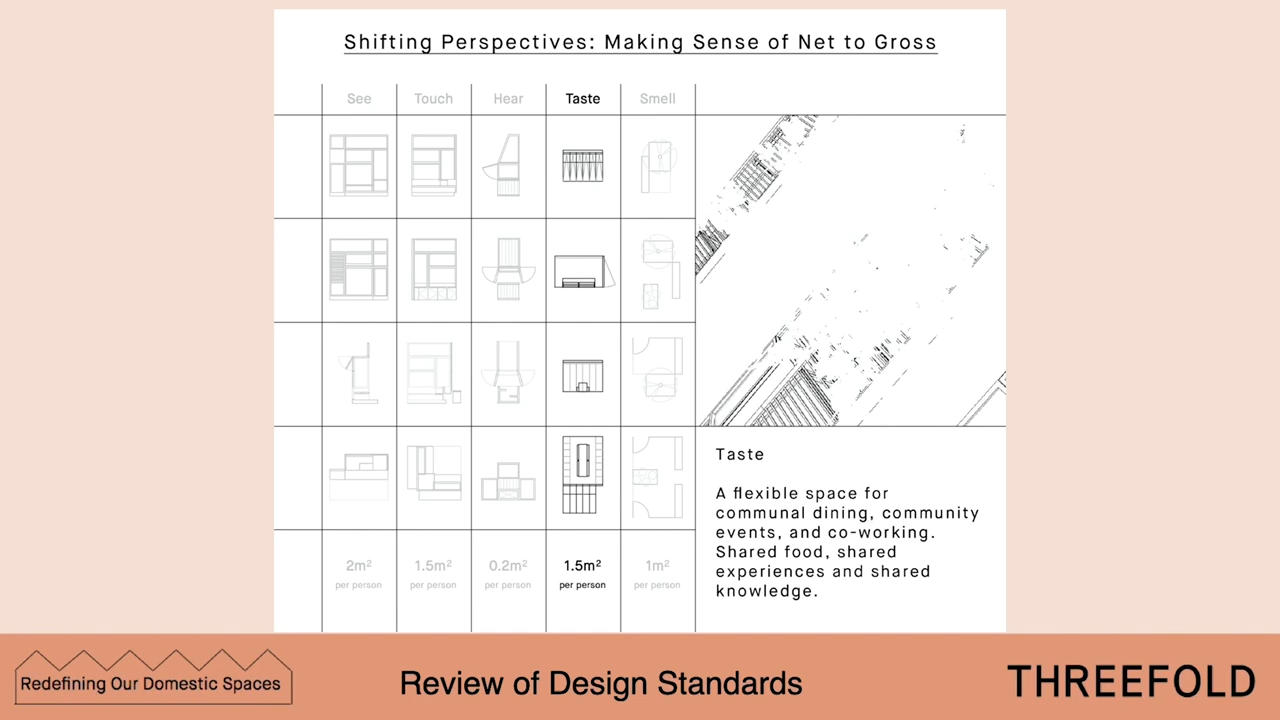 Shifting Perspectives: Making Sense of Net to Gross
See Touch Hear Taste Smell
2m² 1.5m² 0.2m² 1.5m² 1m²
per person per person per person per person per person
Taste
A flexible space for
communal dining, community
events, and co-working.
Shared food, shared
experiences and shared
knowledge.
Redefining Our Domestic Spaces
Review of Design Standards
THREEFOLD